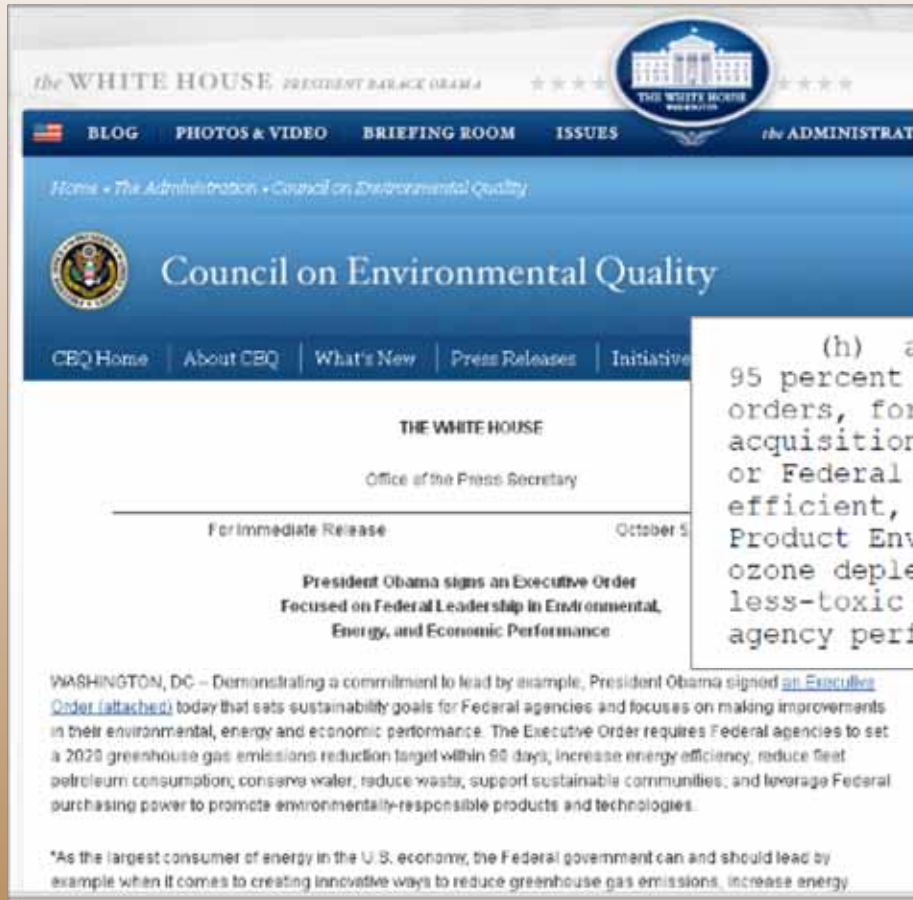 the WHITE HOUSE PRESIDENT BARACK OBAMA
THE WHITE HOUSE
WASHINGTON
BLOG PHOTOS & VIDEO BRIEFING ROOM ISSUES the ADMINISTRAT
Home • The Administration • Council on Environmental Quality
Council on Environmental Quality
CEQ Home About CEQ What's New Press Releases Initiative
THE WHITE HOUSE
Office of the Press Secretary
For Immediate Release October 5
President Obama signs an Executive Order
Focused on Federal Leadership in Environmental,
Energy, and Economic Performance
WASHINGTON, DC – Demonstrating a commitment to lead by example, President Obama signed an Executive
Order (attached) today that sets sustainability goals for Federal agencies and focuses on making improvements
in their environmental, energy and economic performance. The Executive Order requires Federal agencies to set
a 2020 greenhouse gas emissions reduction target within 90 days; increase energy efficiency; reduce fleet
petroleum consumption; conserve water; reduce waste; support sustainable communities; and leverage Federal
purchasing power to promote environmentally-responsible products and technologies.
"As the largest consumer of energy in the U.S. economy, the Federal government can and should lead by
example when it comes to creating innovative ways to reduce greenhouse gas emissions, increase energy
(h) a
95 percent
orders, for
acquisition
or Federal
efficient,
Product Env
ozone deple
less-toxic
agency perf